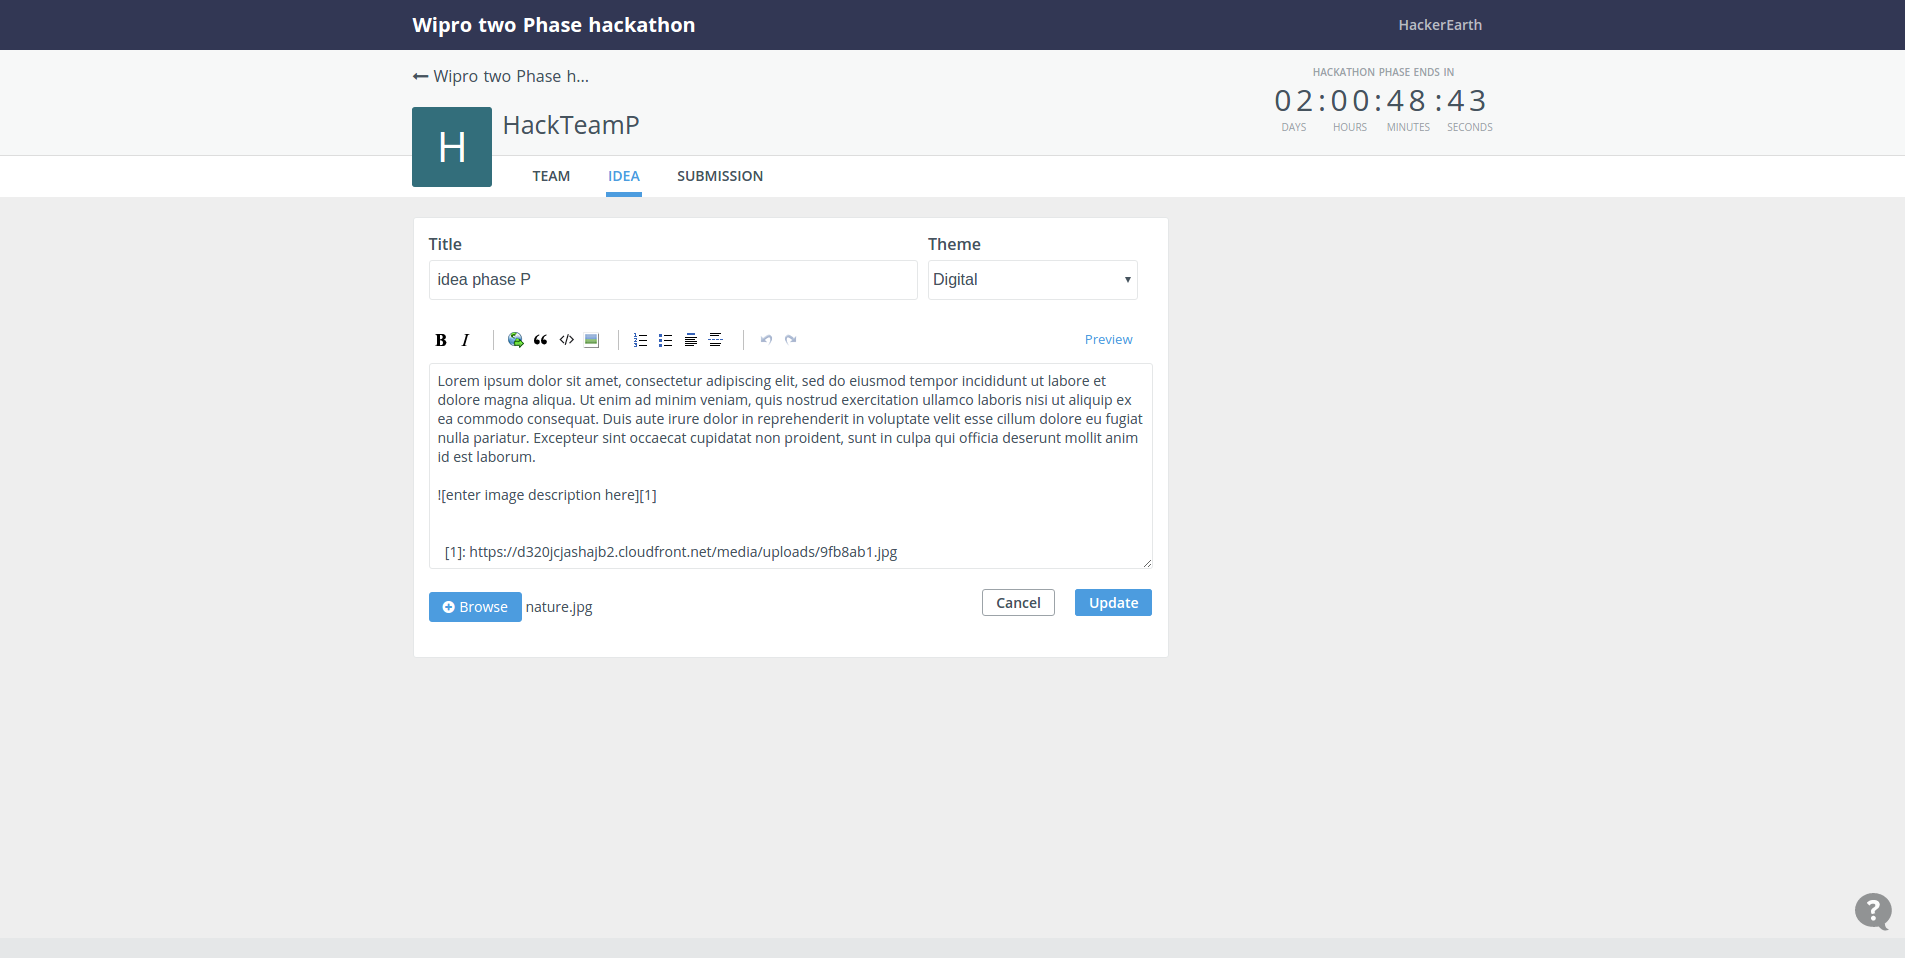 Wipro two Phase hackathon
HackerEarth
Wipro two Phase h...
HACKATHON PHASE ENDS IN
02:00:48:43
DAYS HOURS MINUTES SECONDS
H
HackTeamP
TEAM IDEA SUBMISSION
Title
Theme
idea phase P
Digital
B I
Preview
Lorem ipsum dolor sit amet, consectetur adipiscing elit, sed do eiusmod tempor incididunt ut labore et
dolore magna aliqua. Ut enim ad minim veniam, quis nostrud exercitation ullamco laboris nisi ut aliquip ex
ea commodo consequat. Duis aute irure dolor in reprehenderit in voluptate velit esse cillum dolore eu fugiat
nulla pariatur. Excepteur sint occaecat cupidatat non proident, sunt in culpa qui officia deserunt mollit anim
id est laborum.
![enter image description here][1]
[1]: https://d320jcjashajb2.cloudfront.net/media/uploads/9fb8ab1.jpg
Browse nature.jpg
Cancel
Update
?